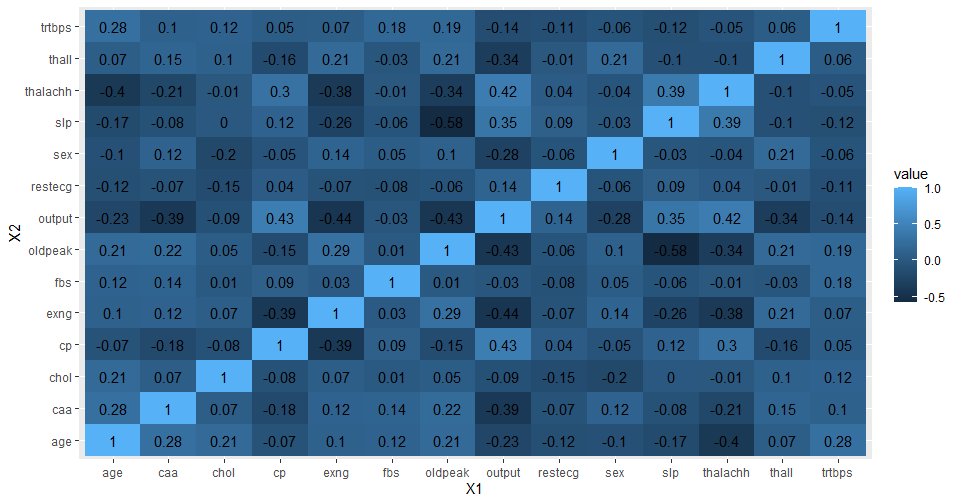 trtbps 0.28 0.1 0.12 0.05 0.07 0.18 0.19 -0.14 -0.11 -0.06 -0.12 -0.05 0.06 1
thall 0.07 0.15 0.1 -0.16 0.21 -0.03 0.21 -0.34 -0.01 0.21 -0.1 -0.1 1 0.06
thalachh -0.4 -0.21 -0.01 0.3 -0.38 -0.01 -0.34 0.42 0.04 -0.04 0.39 1 -0.1 -0.05
slp -0.17 -0.08 0 0.12 -0.26 -0.06 -0.58 0.35 0.09 -0.03 1 0.39 -0.1 -0.12
sex -0.1 0.12 -0.2 -0.05 0.14 0.05 0.1 -0.28 -0.06 1 -0.03 -0.04 0.21 -0.06
restecg -0.12 -0.07 -0.15 0.04 -0.07 -0.08 -0.06 0.14 1 -0.06 0.09 0.04 -0.01 -0.11
output -0.23 -0.39 -0.09 0.43 -0.44 -0.03 -0.43 1 0.14 -0.28 0.35 0.42 -0.34 -0.14
oldpeak 0.21 0.22 0.05 -0.15 0.29 0.01 1 -0.43 -0.06 0.1 -0.58 -0.34 0.21 0.19
fbs 0.12 0.14 0.01 0.09 0.03 1 0.01 -0.03 -0.08 0.05 -0.06 -0.01 -0.03 0.18
exng 0.1 0.12 0.07 -0.39 1 0.03 0.29 -0.44 -0.07 0.14 -0.26 -0.38 0.21 0.07
cp -0.07 -0.18 -0.08 1 -0.39 0.09 -0.15 0.43 0.04 -0.05 0.12 0.3 -0.16 0.05
chol 0.21 0.07 1 -0.08 0.07 0.01 0.05 -0.09 -0.15 -0.2 0 -0.01 0.1 0.12
caa 0.28 1 0.07 -0.18 0.12 0.14 0.22 -0.39 -0.07 0.12 -0.08 -0.21 0.15 0.1
age 1 0.28 0.21 -0.07 0.1 0.12 0.21 -0.23 -0.12 -0.1 -0.17 -0.4 0.07 0.28
age caa chol cp exng fbs oldpeak output restecg sex slp thalachh thall trtbps
X1
X2
value
1.0
0.5
0.0
-0.5